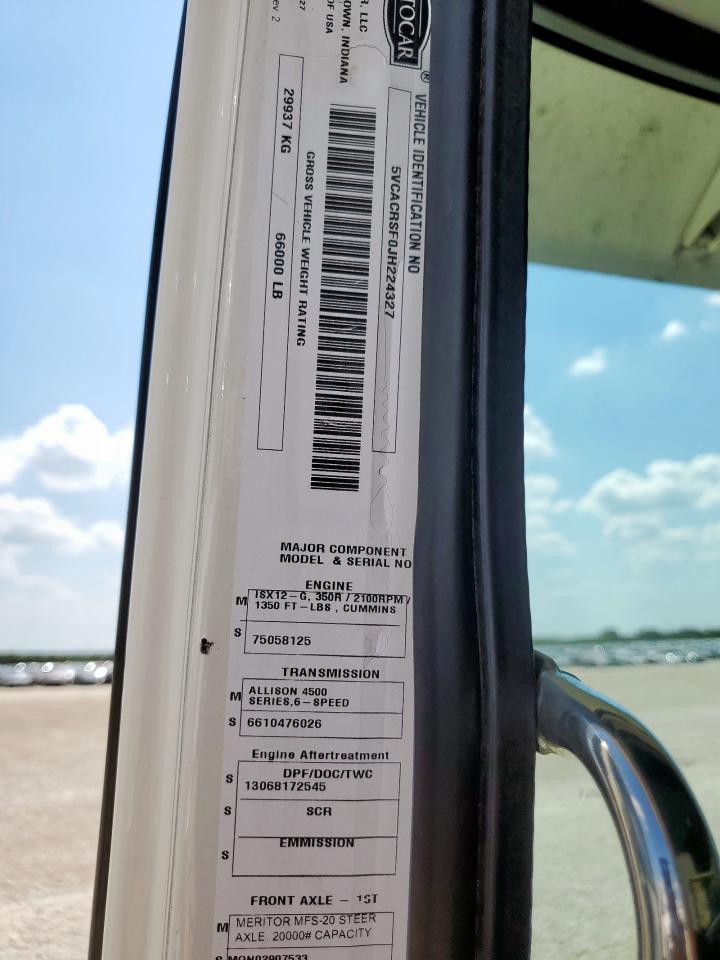 TOCAR
®
R, LLC
OWN, INDIANA
OF USA
27
ev. 2
VEHICLE IDENTIFICATION NO
5VCACRSF0JH224327
GROSS VEHICLE WEIGHT RATING
29937 KG / 66000 LB
MAJOR COMPONENT
MODEL & SERIAL NO
ENGINE
M ISX12-G, 350R / 2100RPM /
1350 FT-LBS , CUMMINS
S 75058125
TRANSMISSION
M ALLISON 4500
SERIES,6-SPEED
S 6610476026
Engine Aftertreatment
DPF/DOC/TWC
S 13068172545
S SCR
EMMISSION
S
FRONT AXLE - 1ST
M MERITOR MFS-20 STEER
AXLE. 20000# CAPACITY
S MON02907533